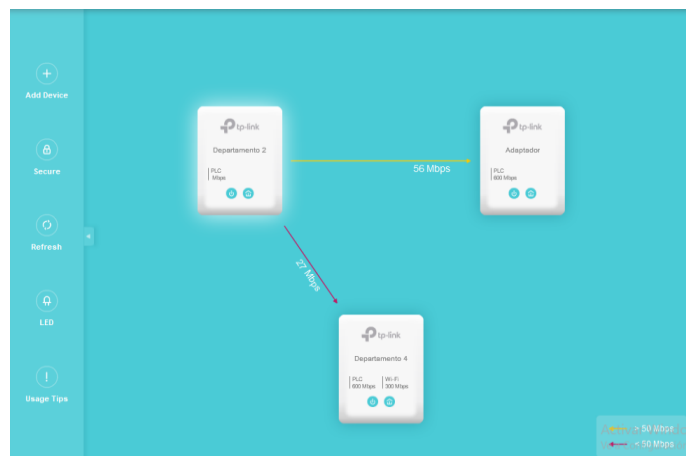 Add Device
Secure
Refresh
LED
Usage Tips
tp-link
Departamento 2
PLC
Mbps
56 Mbps
tp-link
Adaptador
PLC
600 Mbps
27 Mbps
tp-link
Departamento 4
PLC
600 Mbps
Wi-Fi
300 Mbps
> 50 Mbps
< 50 Mbps